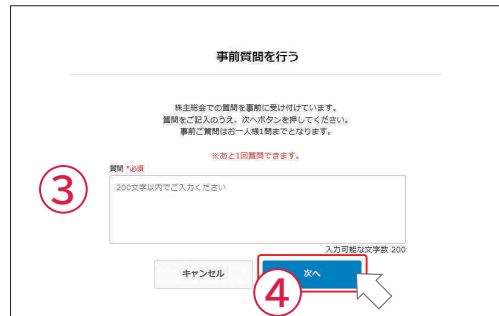 事前質問を行う
株主総会での質問を事前に受け付けています。
質問をご記入のうえ、次へボタンを押してください。
事前ご質問はお一人様1問までとなります。
※あと1回質問できます。
質問 *必須
③
200文字以内でご入力ください
入力可能な文字数 200
キャンセル
④
次へ